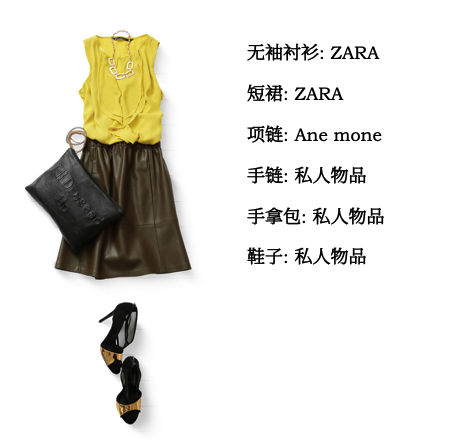 无袖衬衫: ZARA
短裙: ZARA
项链: Ane mone
手链: 私人物品
手拿包: 私人物品
鞋子: 私人物品